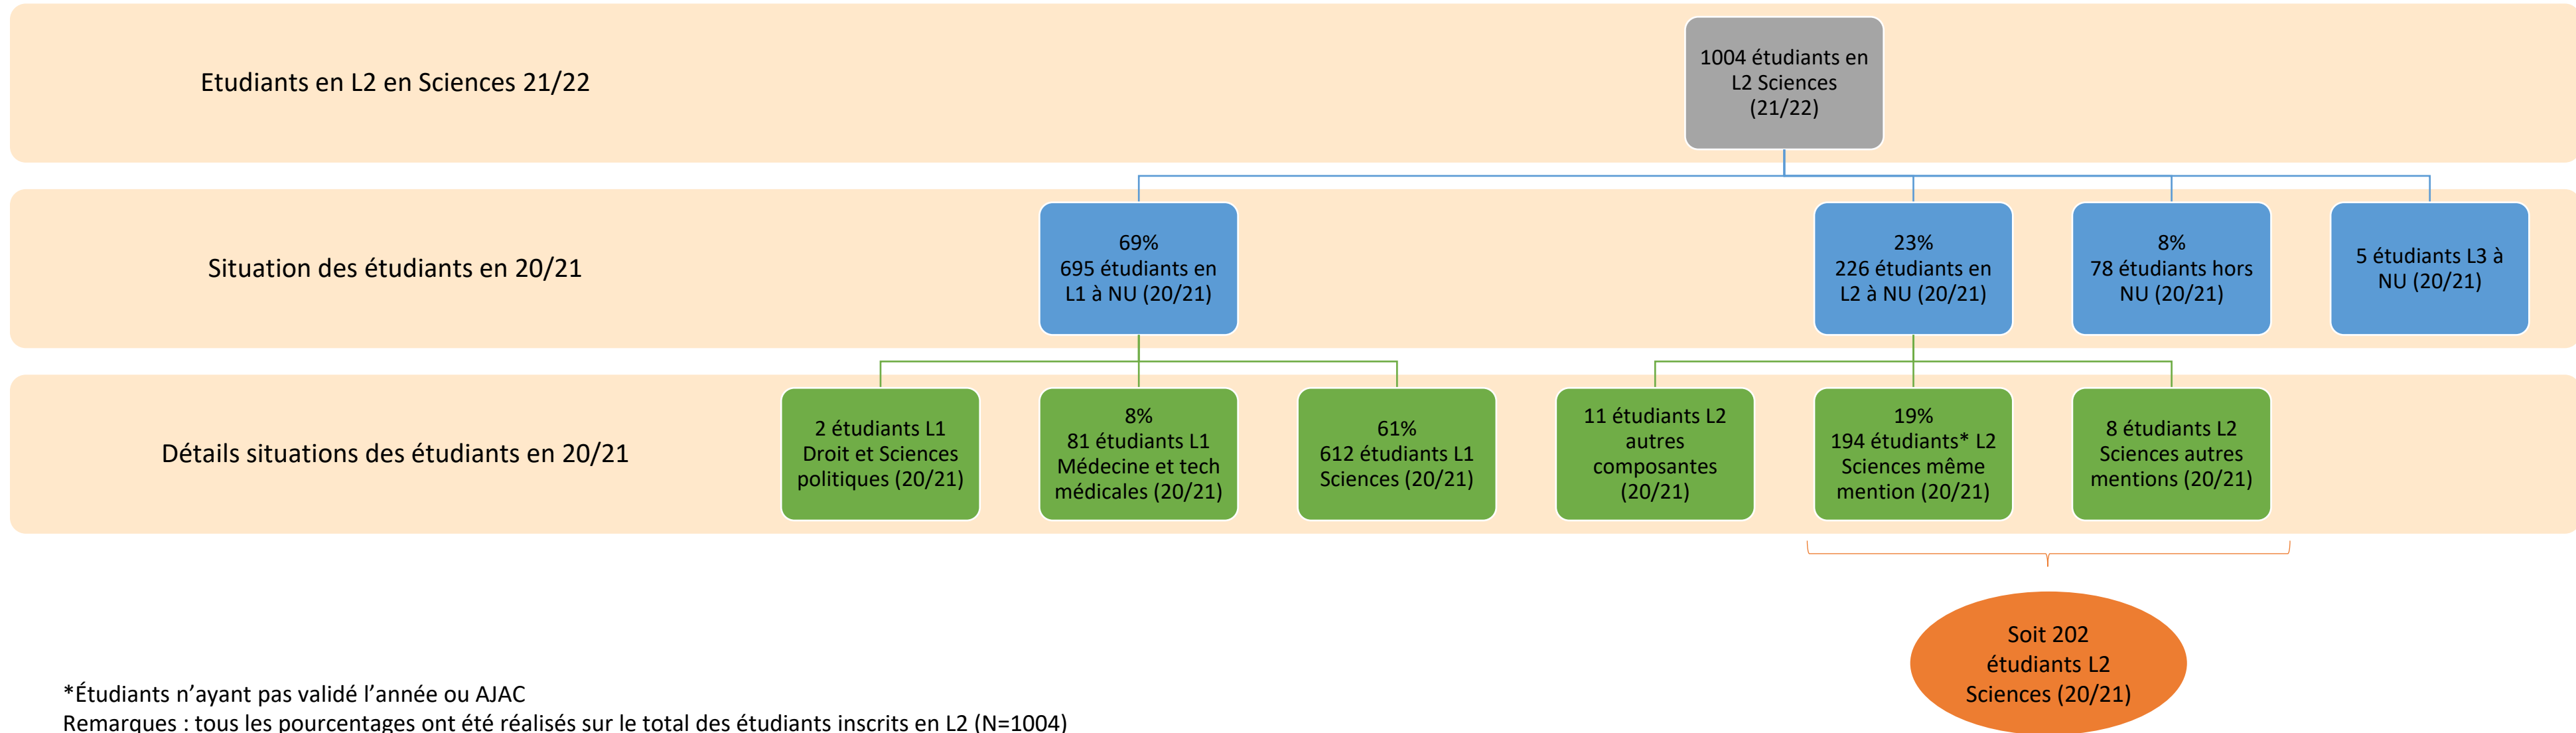 Etudiants en L2 en Sciences 21/22
1004 étudiants en
L2 Sciences
(21/22)
Situation des étudiants en 20/21
69%
695 étudiants en
L1 à NU (20/21)
23%
226 étudiants en
L2 à NU (20/21)
8%
78 étudiants hors
NU (20/21)
5 étudiants L3 à
NU (20/21)
Détails situations des étudiants en 20/21
2 étudiants L1
Droit et Sciences
politiques (20/21)
8%
81 étudiants L1
Médecine et tech
médicales (20/21)
61%
612 étudiants L1
Sciences (20/21)
11 étudiants L2
autres
composantes
(20/21)
19%
194 étudiants* L2
Sciences même
mention (20/21)
8 étudiants L2
Sciences autres
mentions (20/21)
Soit 202
étudiants L2
Sciences (20/21)
*Étudiants n’ayant pas validé l’année ou AJAC
Remarques : tous les pourcentages ont été réalisés sur le total des étudiants inscrits en L2 (N=1004)